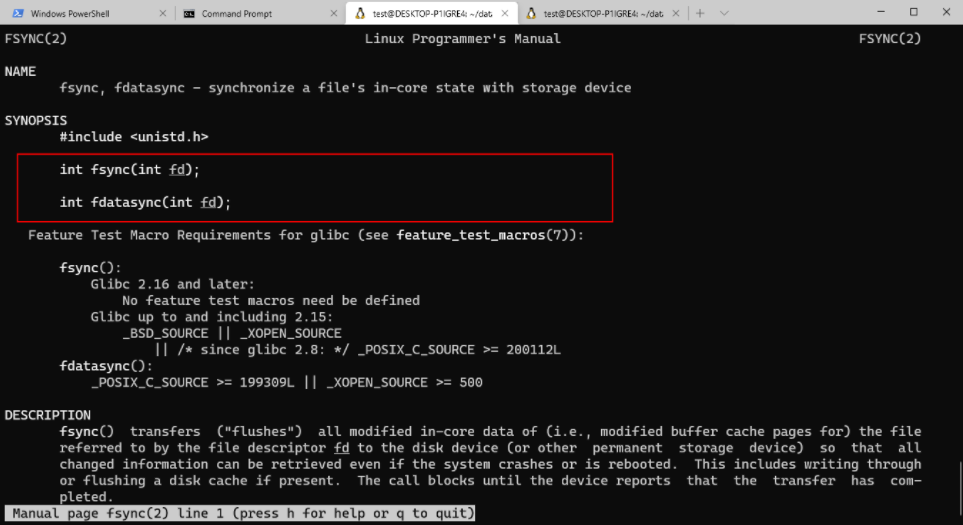 Windows PowerShell
Command Prompt
test@DESKTOP-P1IGRE4: ~/dat
test@DESKTOP-P1IGRE4: ~/dat
FSYNC(2) Linux Programmer's Manual FSYNC(2)
NAME
fsync, fdatasync - synchronize a file's in-core state with storage device
SYNOPSIS
#include <unistd.h>
int fsync(int fd);
int fdatasync(int fd);
Feature Test Macro Requirements for glibc (see feature_test_macros(7)):
fsync():
Glibc 2.16 and later:
No feature test macros need be defined
Glibc up to and including 2.15:
_BSD_SOURCE || _XOPEN_SOURCE
|| /* since glibc 2.8: */ _POSIX_C_SOURCE >= 200112L
fdatasync():
_POSIX_C_SOURCE >= 199309L || _XOPEN_SOURCE >= 500
DESCRIPTION
fsync() transfers ("flushes") all modified in-core data of (i.e., modified buffer cache pages for) the file
referred to by the file descriptor fd to the disk device (or other permanent storage device) so that all
changed information can be retrieved even if the system crashes or is rebooted. This includes writing through
or flushing a disk cache if present. The call blocks until the device reports that the transfer has com-
pleted.
Manual page fsync(2) line 1 (press h for help or q to quit)